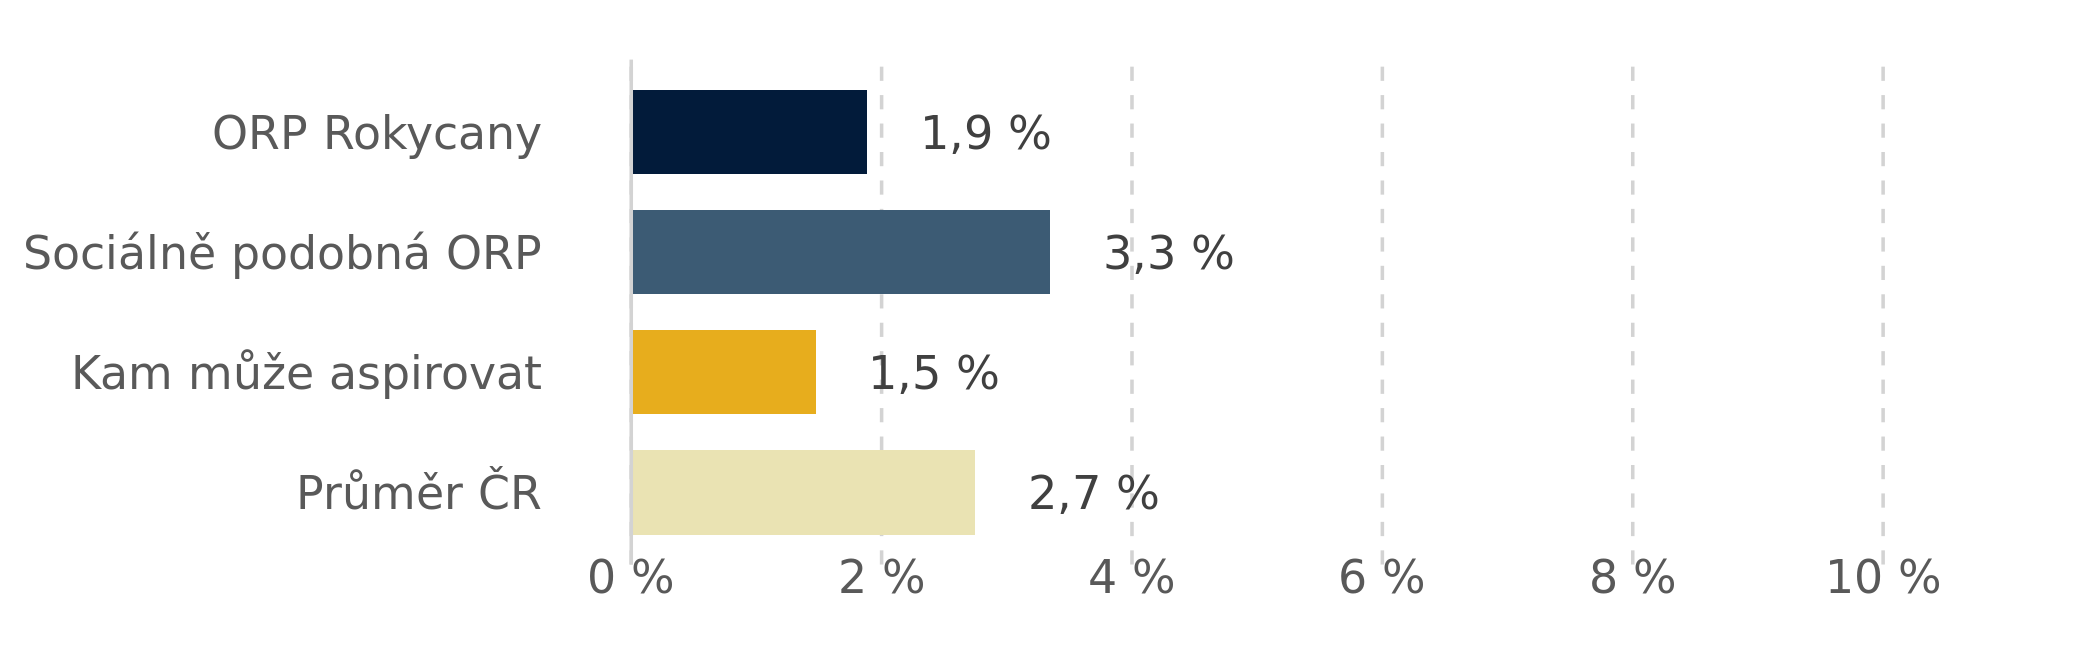 ORP Rokycany 1,9 %
Sociálně podobná ORP 3,3 %
Kam může aspirovat 1,5 %
Průměr ČR 2,7 %
0 % 2 % 4 % 6 % 8 % 10 %